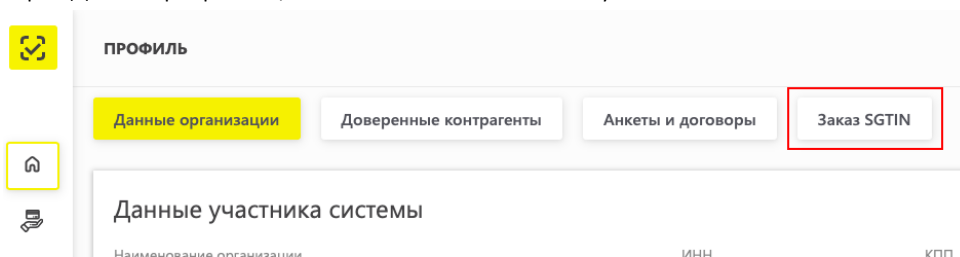 ПРОФИЛЬ
Данные организации Доверенные контрагенты Анкеты и договоры Заказ SGTIN
Данные участника системы
Наименование организации ИНН КПП